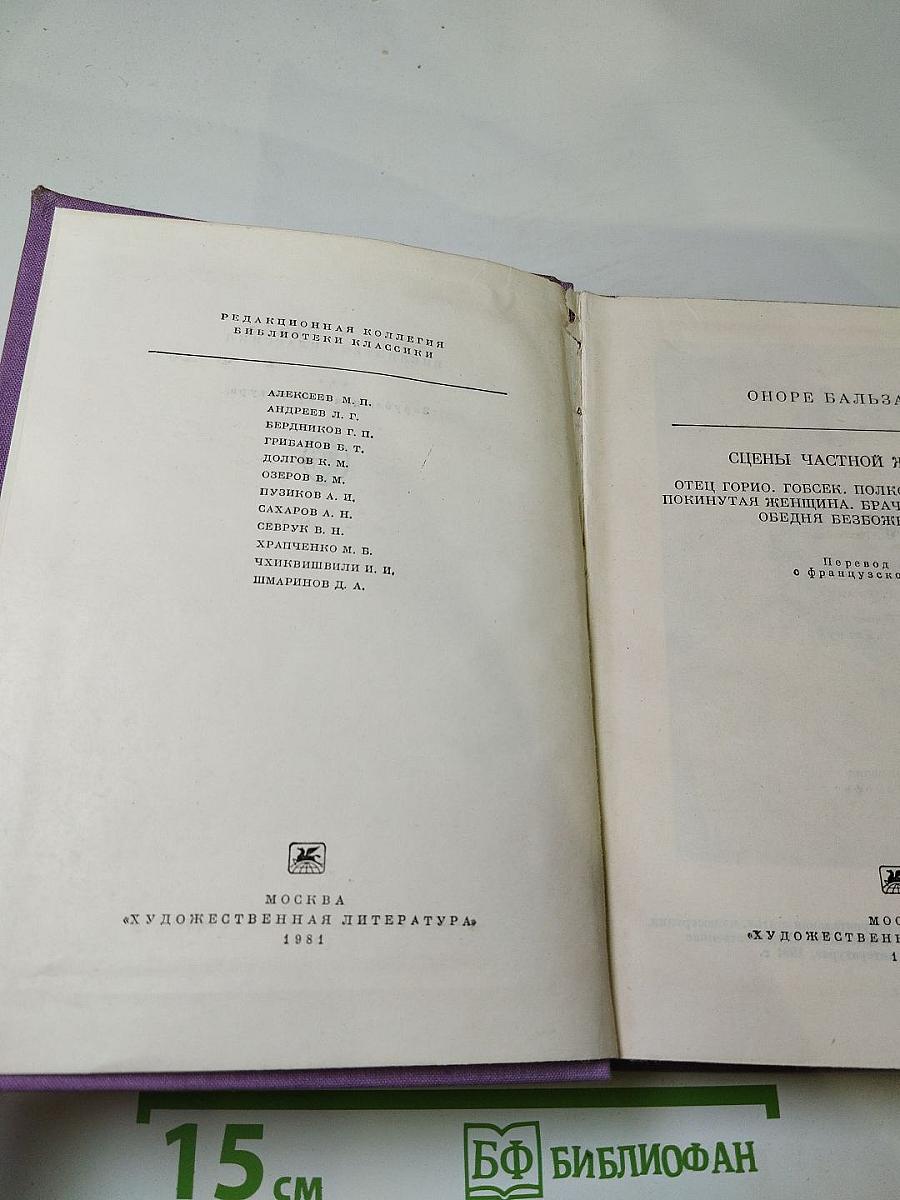 РЕДАКЦИОННАЯ КОЛЛЕГИЯ
БИБЛИОТЕКИ КЛАССИКИ
АЛЕКСЕЕВ М. П.
АНДРЕЕВ Л. Г.
БЕРДНИКОВ Г. П.
ГРИБАНОВ Б. Т.
ДОЛГОВ К. М.
ОЗЕРОВ В. М.
ПУЗИКОВ А. И.
САХАРОВ А. Н.
СЕВРУК В. Н.
ХРАПЧЕНКО М. Б.
ЧХИКВИШВИЛИ И. И.
ШМАРИНОВ Д. А.
МОСКВА
«ХУДОЖЕСТВЕННАЯ ЛИТЕРАТУРА»
1981
ОНОРЕ БАЛЬЗА
СЦЕНЫ ЧАСТНОЙ Ж
ОТЕЦ ГОРИО. ГОБСЕК. ПОЛКО
ПОКИНУТАЯ ЖЕНЩИНА. БРАЧ
ОБЕДНЯ БЕЗБОЖ
Перевод
с французско
МОС
«ХУДОЖЕСТВЕН
1
15 см
БФ БИБЛИОФАН